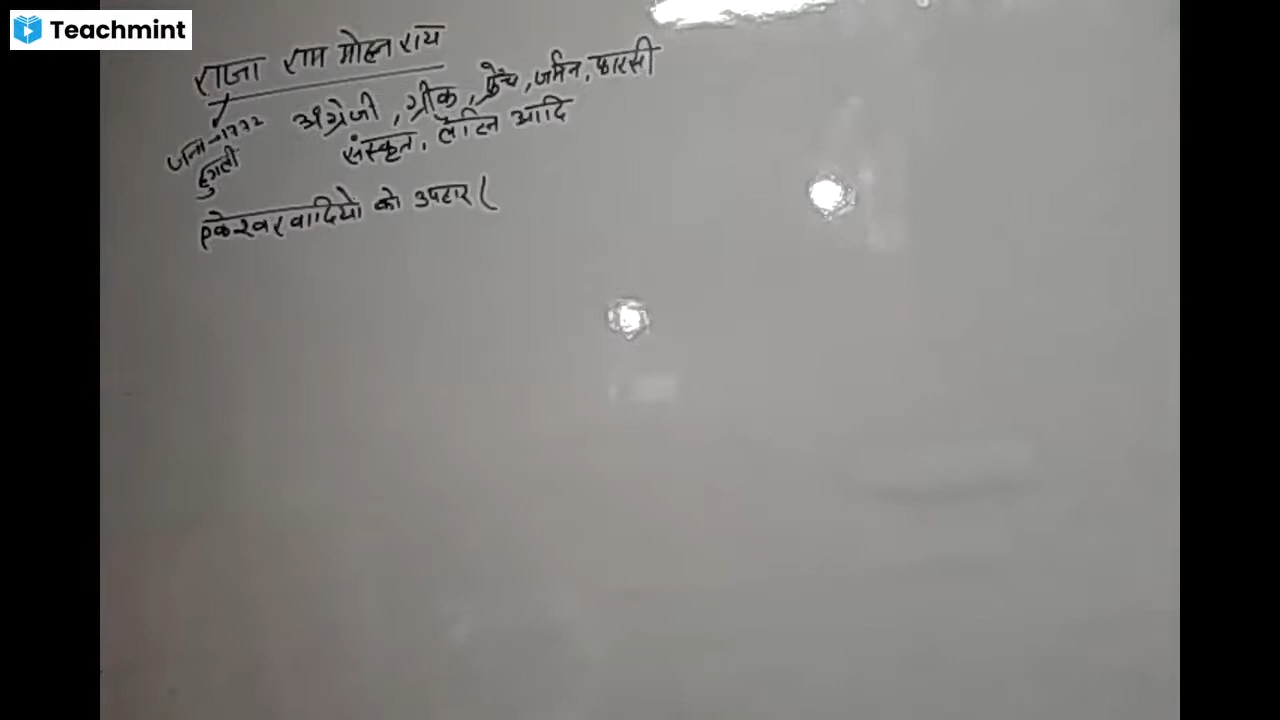 Teachmint
राजा राम मोहन राय
अंग्रेजी, ग्रीक, फ्रेंच, जर्मन, फारसी
संस्कृत, लैटिन आदि
जन्म-1772
हुगली
एकेश्वरवादियो को उपहार (